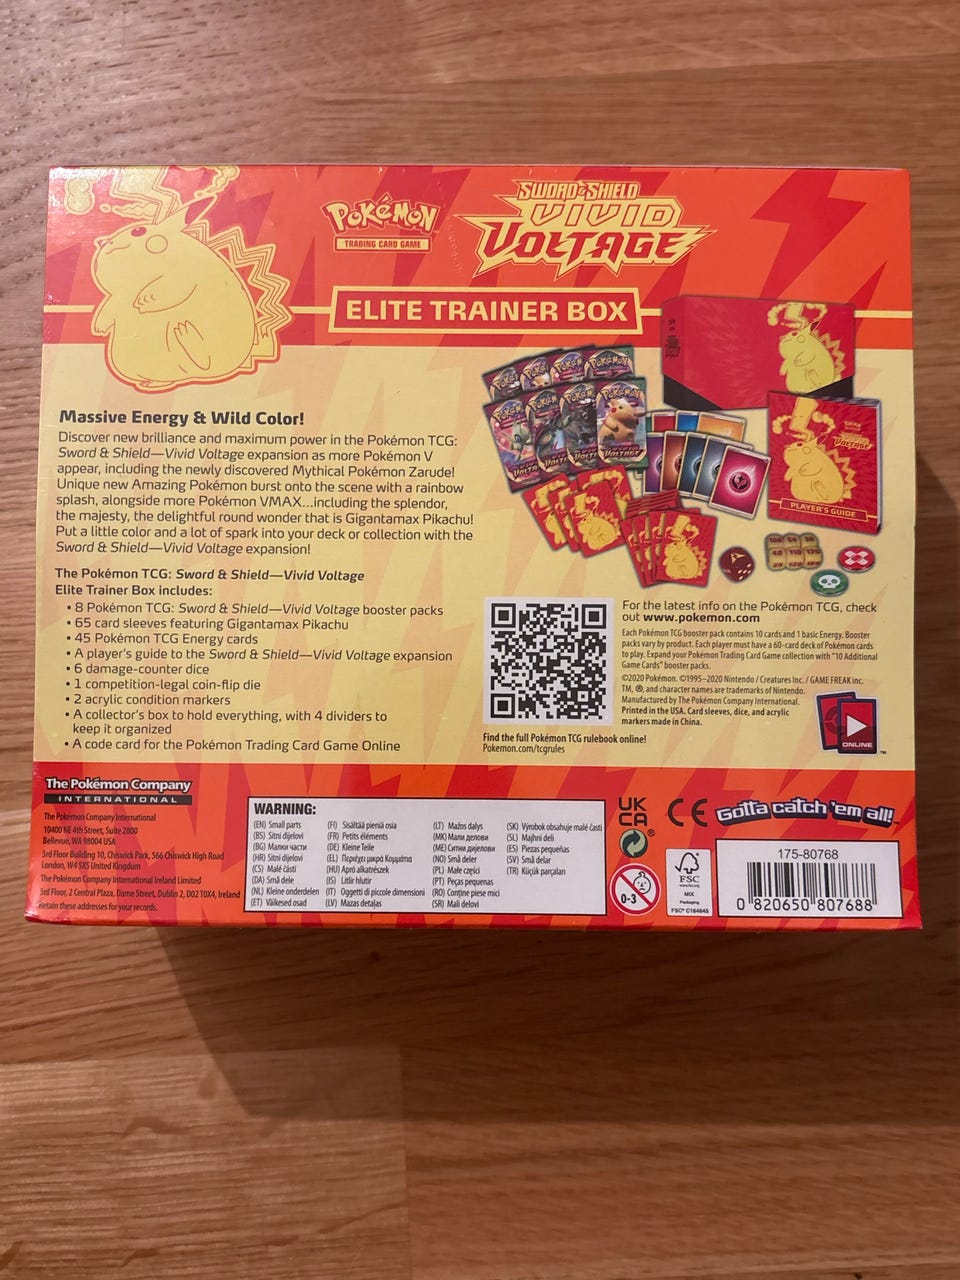 POKéMON
TRADING CARD GAME
SWORD & SHIELD
VIVID
VOLTAGE
ELITE TRAINER BOX
Massive Energy & Wild Color!
Discover new brilliance and maximum power in the Pokémon TCG:
Sword & Shield—Vivid Voltage expansion as more Pokémon V
appear, including the newly discovered Mythical Pokémon Zarude!
Unique new Amazing Pokémon burst onto the scene with a rainbow
splash, alongside more Pokémon VMAX...including the splendor,
the majesty, the delightful round wonder that is Gigantamax Pikachu!
Put a little color and a lot of spark into your deck or collection with the
Sword & Shield—Vivid Voltage expansion!
The Pokémon TCG: Sword & Shield—Vivid Voltage
Elite Trainer Box includes:
• 8 Pokémon TCG: Sword & Shield—Vivid Voltage booster packs
• 65 card sleeves featuring Gigantamax Pikachu
• 45 Pokémon TCG Energy cards
• A player's guide to the Sword & Shield—Vivid Voltage expansion
• 6 damage-counter dice
• 1 competition-legal coin-flip die
• 2 acrylic condition markers
• A collector's box to hold everything, with 4 dividers to
keep it organized
• A code card for the Pokémon Trading Card Game Online
PLAYER'S GUIDE
100 50 50
40 110 170
20 120 160
For the latest info on the Pokémon TCG, check
out www.pokemon.com
Each Pokémon TCG booster pack contains 10 cards and 1 basic Energy. Booster
packs vary by product. Each player must have a 60-card deck of Pokémon cards
to play. Expand your Pokémon Trading Card Game collection with "10 Additional
Game Cards" booster packs.
©2020 Pokémon. ©1995–2020 Nintendo / Creatures Inc. / GAME FREAK inc.
TM, ®, and character names are trademarks of Nintendo.
Manufactured by The Pokémon Company International.
Printed in the USA. Card sleeves, dice, and acrylic
markers made in China.
ONLINE
TM
Find the full Pokémon TCG rulebook online!
Pokemon.com/tcgrules
The Pokémon Company
INTERNATIONAL
The Pokémon Company International
10400 NE 4th Street, Suite 2800
Bellevue, WA 98004 USA
3rd Floor Building 10, Chiswick Park, 566 Chiswick High Road
London, W4 5XS United Kingdom
The Pokémon Company International Ireland Limited
3rd Floor, 2 Central Plaza, Dame Street, Dublin 2, D02 T0X4, Ireland
Retain these addresses for your records.
WARNING:
(EN) Small parts
(BS) Sitni dijelovi
(BG) Малки части
(HR) Sitni dijelovi
(CS) Malé části
(DA) Små dele
(NL) Kleine onderdelen
(ET) Väikesed osad
(FI) Sisältää pieniä osia
(FR) Petits éléments
(DE) Kleine Teile
(EL) Περιέχει μικρά Κομμάτια
(HU) Apró alkatrészek
(IS) Litlir hlutir
(IT) Oggetti di piccole dimensioni
(LV) Mazas detaļas
(LT) Mažos dalys
(MK) Мали делови
(ME) Ситни дијелови
(NO) Små deler
(PL) Małe części
(PT) Peças pequenas
(RO) Conține piese mici
(SR) Mali delovi
(SK) Výrobok obsahuje malé časti
(SL) Majhni deli
(ES) Piezas pequeñas
(SV) Små delar
(TR) Küçük parçaları
UK
CA
CE
®
0-3
FSC
www.fsc.org
MIX
Packaging
FSC® C164645
Gotta catch 'em all!
175-80768
0 820650 807688